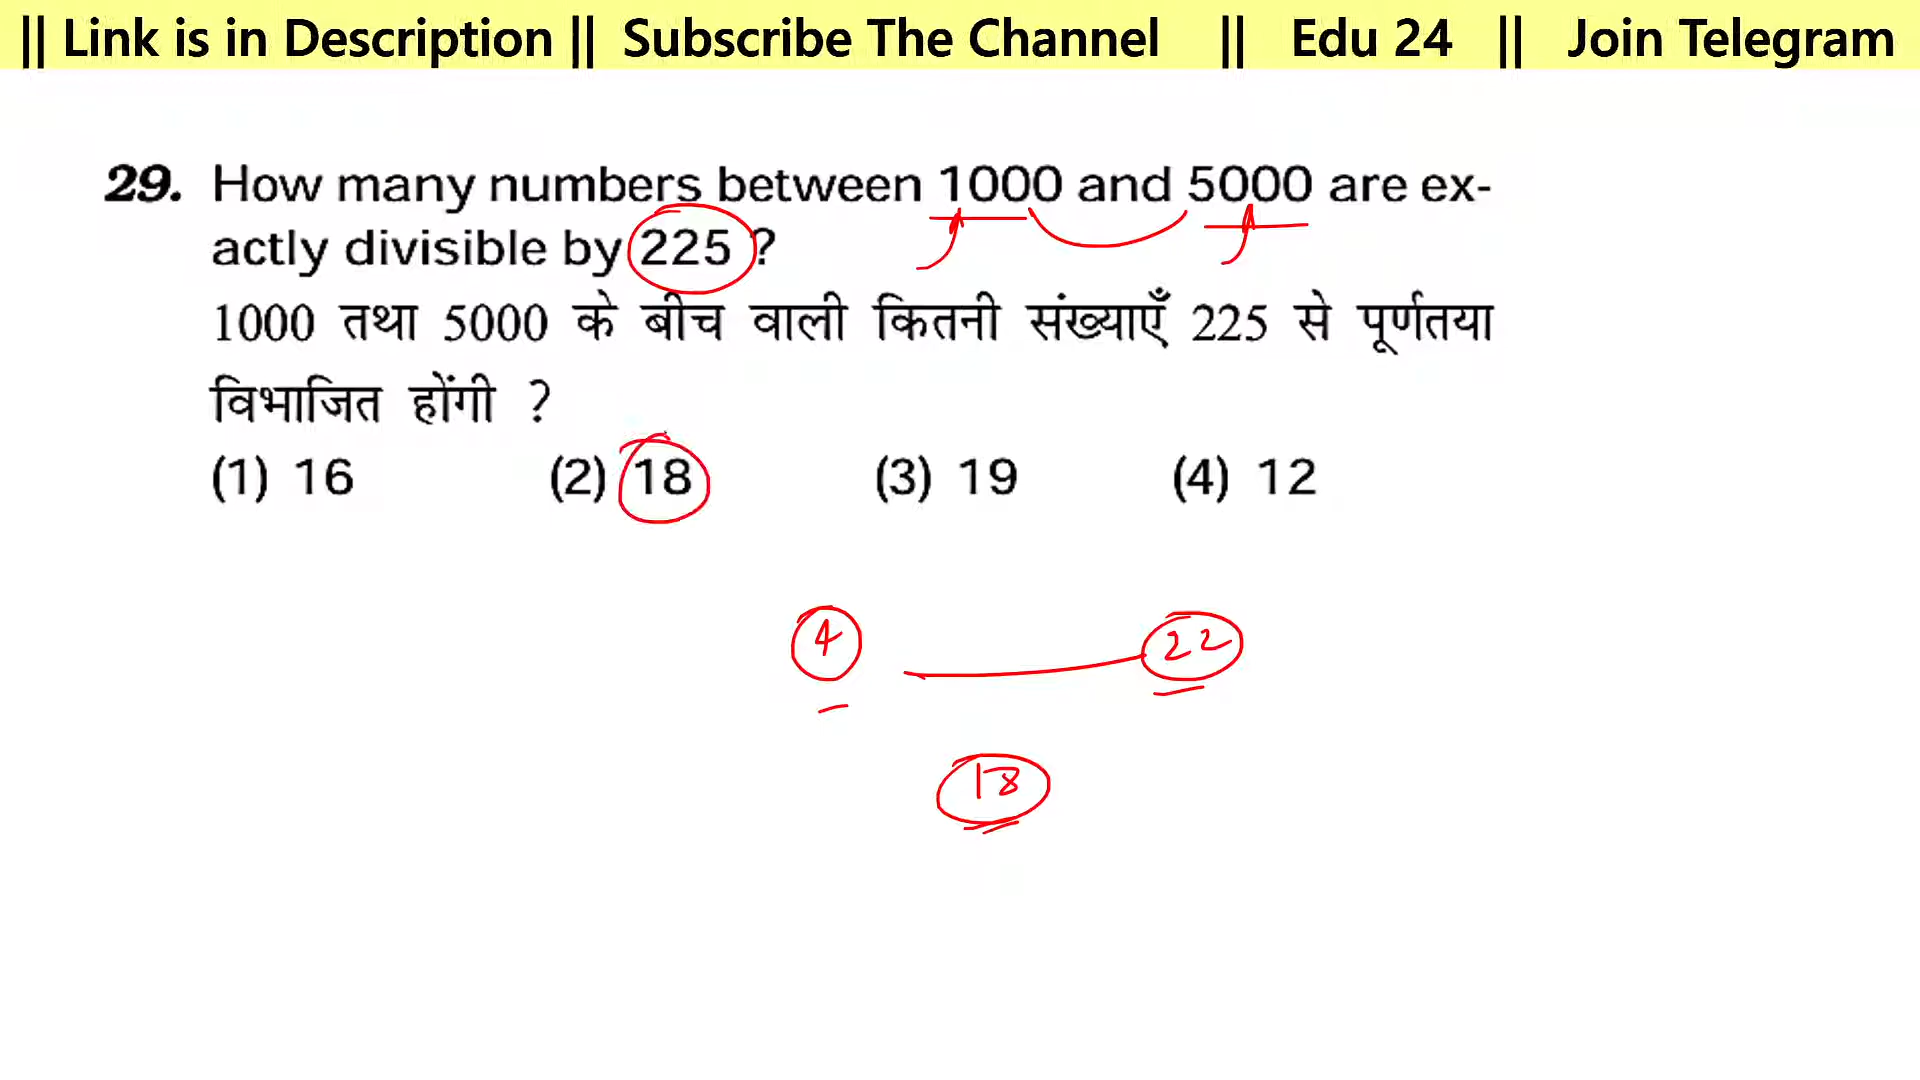 || Link is in Description || Subscribe The Channel || Edu 24 || Join Telegram
29. How many numbers between 1000 and 5000 are ex-
actly divisible by 225 ?
1000 तथा 5000 के बीच वाली कितनी संख्याएँ 225 से पूर्णतया
विभाजित होंगी ?
(1) 16 (2) 18 (3) 19 (4) 12
4 22
18